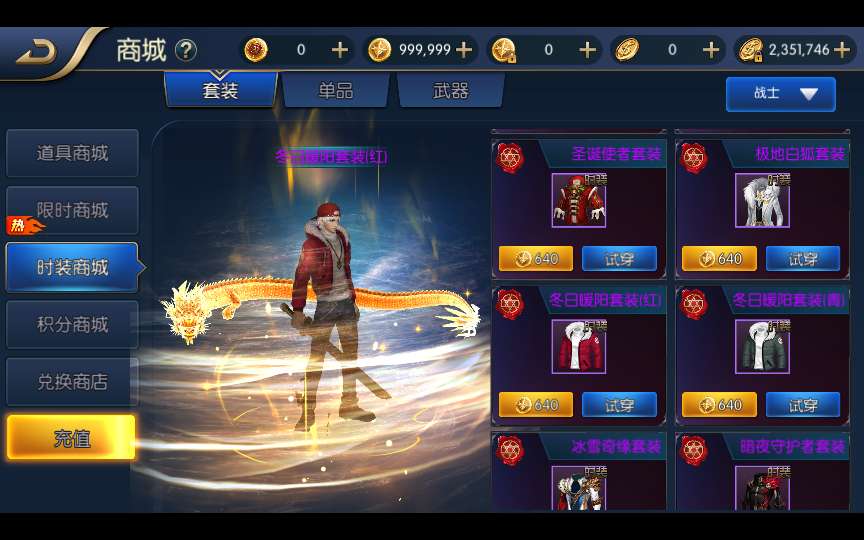 商城 ?
0
999,999
0
0
2,351,746
套装
单品
武器
战士
道具商城
限时商城
热
时装商城
积分商城
兑换商店
充值
冬日暖阳套装(红)
圣诞使者套装
时装
640
试穿
极地白狐套装
时装
640
试穿
冬日暖阳套装(红)
时装
640
试穿
冬日暖阳套装(青)
时装
640
试穿
冰雪奇缘套装
时装
暗夜守护者套装
时装